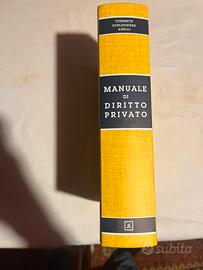 TORRENTE
SCHLESINGER
ANELLI
MANUALE
DI
DIRITTO
PRIVATO
subito